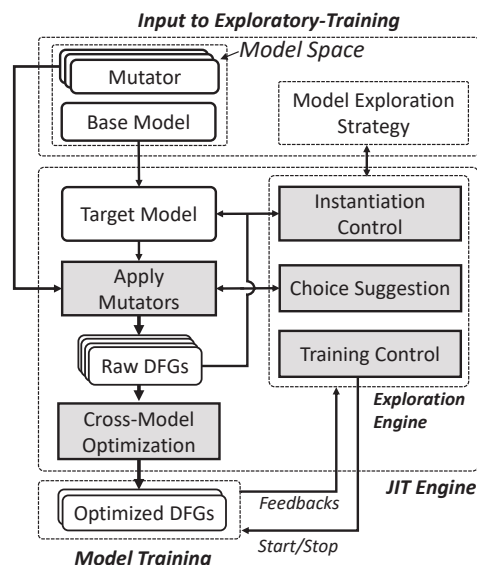 Input to Exploratory-Training
Model Space
Mutator
Base Model
Model Exploration
Strategy
Target Model
Instantiation
Control
Apply
Mutators
Choice Suggestion
Raw DFGs
Training Control
Cross-Model
Optimization
Exploration
Engine
JIT Engine
Optimized DFGs
Feedbacks
Start/Stop
Model Training